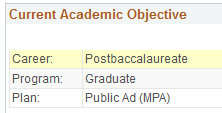 Current Academic Objective
Career: Postbaccalaureate
Program: Graduate
Plan: Public Ad (MPA)